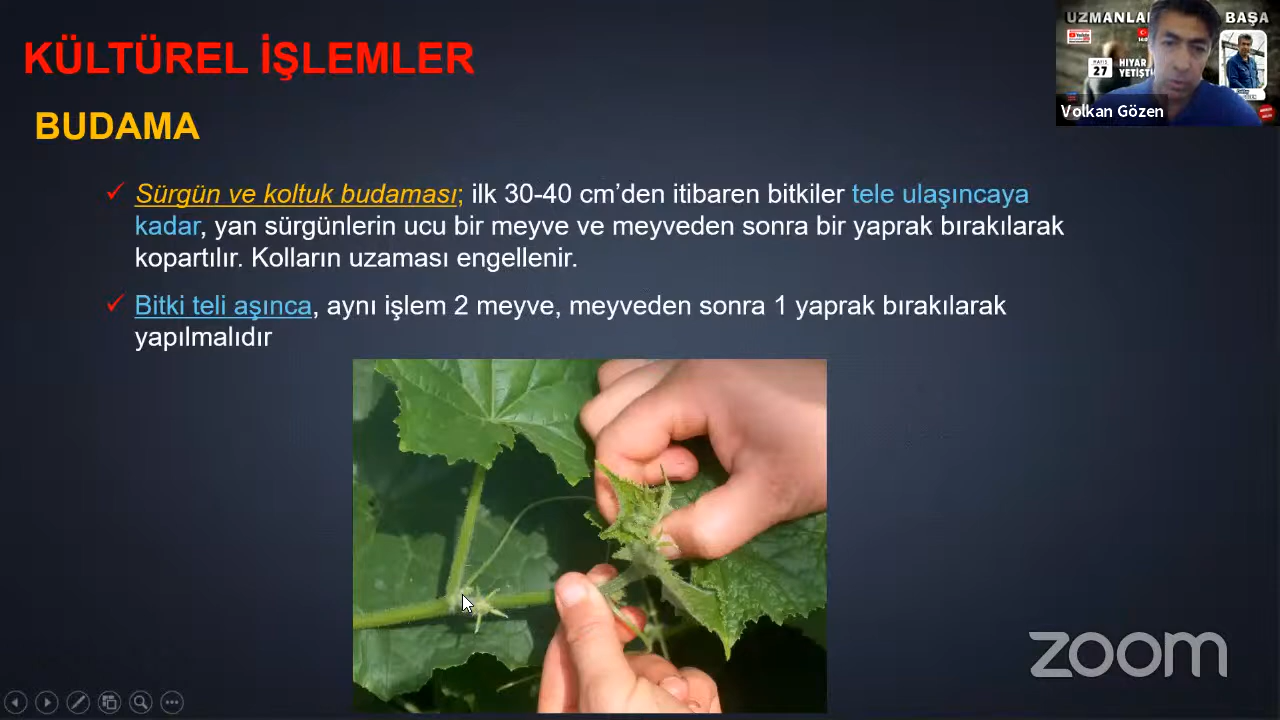 KÜLTÜREL İŞLEMLER
BUDAMA
Sürgün ve koltuk budaması; ilk 30-40 cm’den itibaren bitkiler tele ulaşıncaya
kadar, yan sürgünlerin ucu bir meyve ve meyveden sonra bir yaprak bırakılarak
kopartılır. Kolların uzaması engellenir.
Bitki teli aşınca, aynı işlem 2 meyve, meyveden sonra 1 yaprak bırakılarak
yapılmalıdır
UZMANLA
BAŞA
MAYIS
27
HIYAR
YETİŞT
Volkan Gözen
zoom